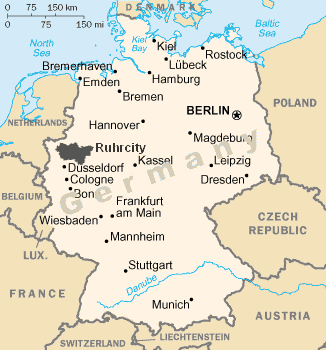 0 75 150 km
0 75 150 mi
DENMARK
North
Sea
Baltic
Sea
Kiel
Bay
Kiel
Rostock
Lübeck
Bremerhaven
Hamburg
Emden
Bremen
BERLIN
POLAND
Hannover
NETHERLANDS
Magdeburg
Ruhrcity
Kassel
Leipzig
Düsseldorf
Dresden
Cologne
Germany
BELGIUM
Bon
Frankfurt
am Main
Wiesbaden
CZECH
REPUBLIC
Mannheim
LUX.
Stuttgart
Danube
FRANCE
Munich
AUSTRIA
LIECHTENSTEIN
SWITZERLAND